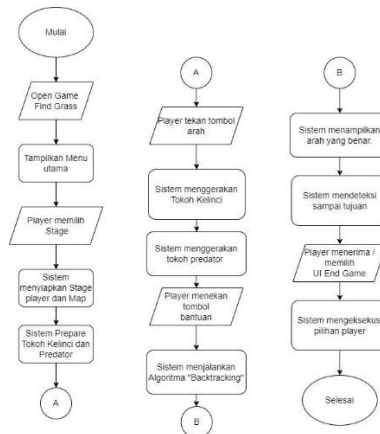 Mulai
Open Game
Find Grass
Tampilkan Menu
utama
Player memilih
Stage
Sistem
menyiapkan Stage
player dan Map
Sistem Prepare
Tokoh Kelinci dan
Predator
A
A
Player tekan tombol
arah
Sistem menggerakan
Tokoh Kelinci
Sistem menggerakan
tokoh predator
Player menekan
tombol
bantuan
Sistem menjalankan
Algoritma "Backtracking"
B
B
Sistem menampilkan
arah yang benar.
Sistem mendeteksi
sampai tujuan
Player menerima /
memilih
UI End Game
Sistem mengeksekusi
pilihan player
Selesai